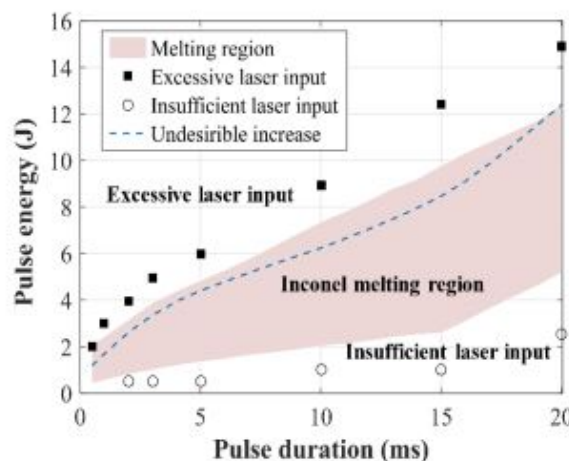 16
14
12
10
8
6
4
2
0
Pulse energy (J)
Melting region
Excessive laser input
Insufficient laser input
Undesirible increase
Excessive laser input
Inconel melting region
Insufficient laser input
0 5 10 15 20
Pulse duration (ms)